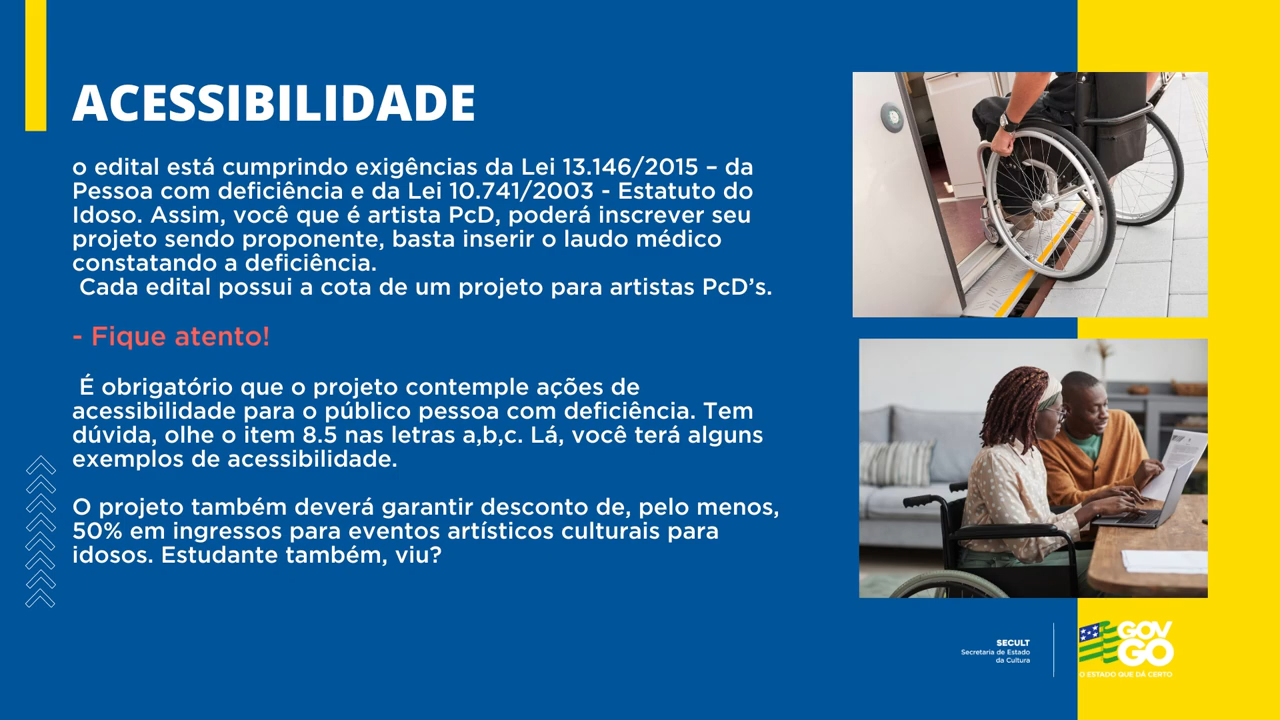 ACESSIBILIDADE
o edital está cumprindo exigências da Lei 13.146/2015 – da
Pessoa com deficiência e da Lei 10.741/2003 - Estatuto do
Idoso. Assim, você que é artista PcD, poderá inscrever seu
projeto sendo proponente, basta inserir o laudo médico
constatando a deficiência.
Cada edital possui a cota de um projeto para artistas PcD’s.
- Fique atento!
É obrigatório que o projeto contemple ações de
acessibilidade para o público pessoa com deficiência. Tem
dúvida, olhe o item 8.5 nas letras a,b,c. Lá, você terá alguns
exemplos de acessibilidade.
O projeto também deverá garantir desconto de, pelo menos,
50% em ingressos para eventos artísticos culturais para
idosos. Estudante também, viu?
SECULT
Secretaria de Estado
da Cultura
GOV
GO
O ESTADO QUE DÁ CERTO